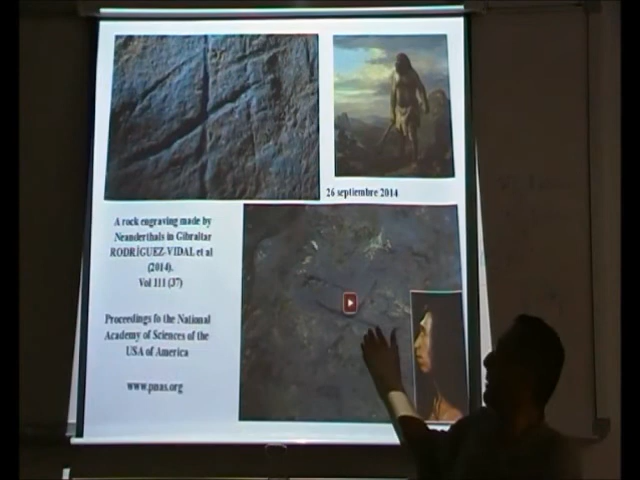 26 septiembre 2014
A rock engraving made by
Neanderthals in Gibraltar
RODRÍGUEZ-VIDAL et al
(2014).
Vol 111 (37)
Proceedings fo the National
Academy of Sciences of the
USA of America
www.pnas.org